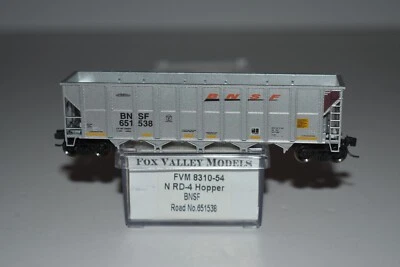 BNSF
BN SF
651 538
FOX VALLEY MODELS
FVM 8310-54
N RD-4 Hopper
BNSF
Road No.651538